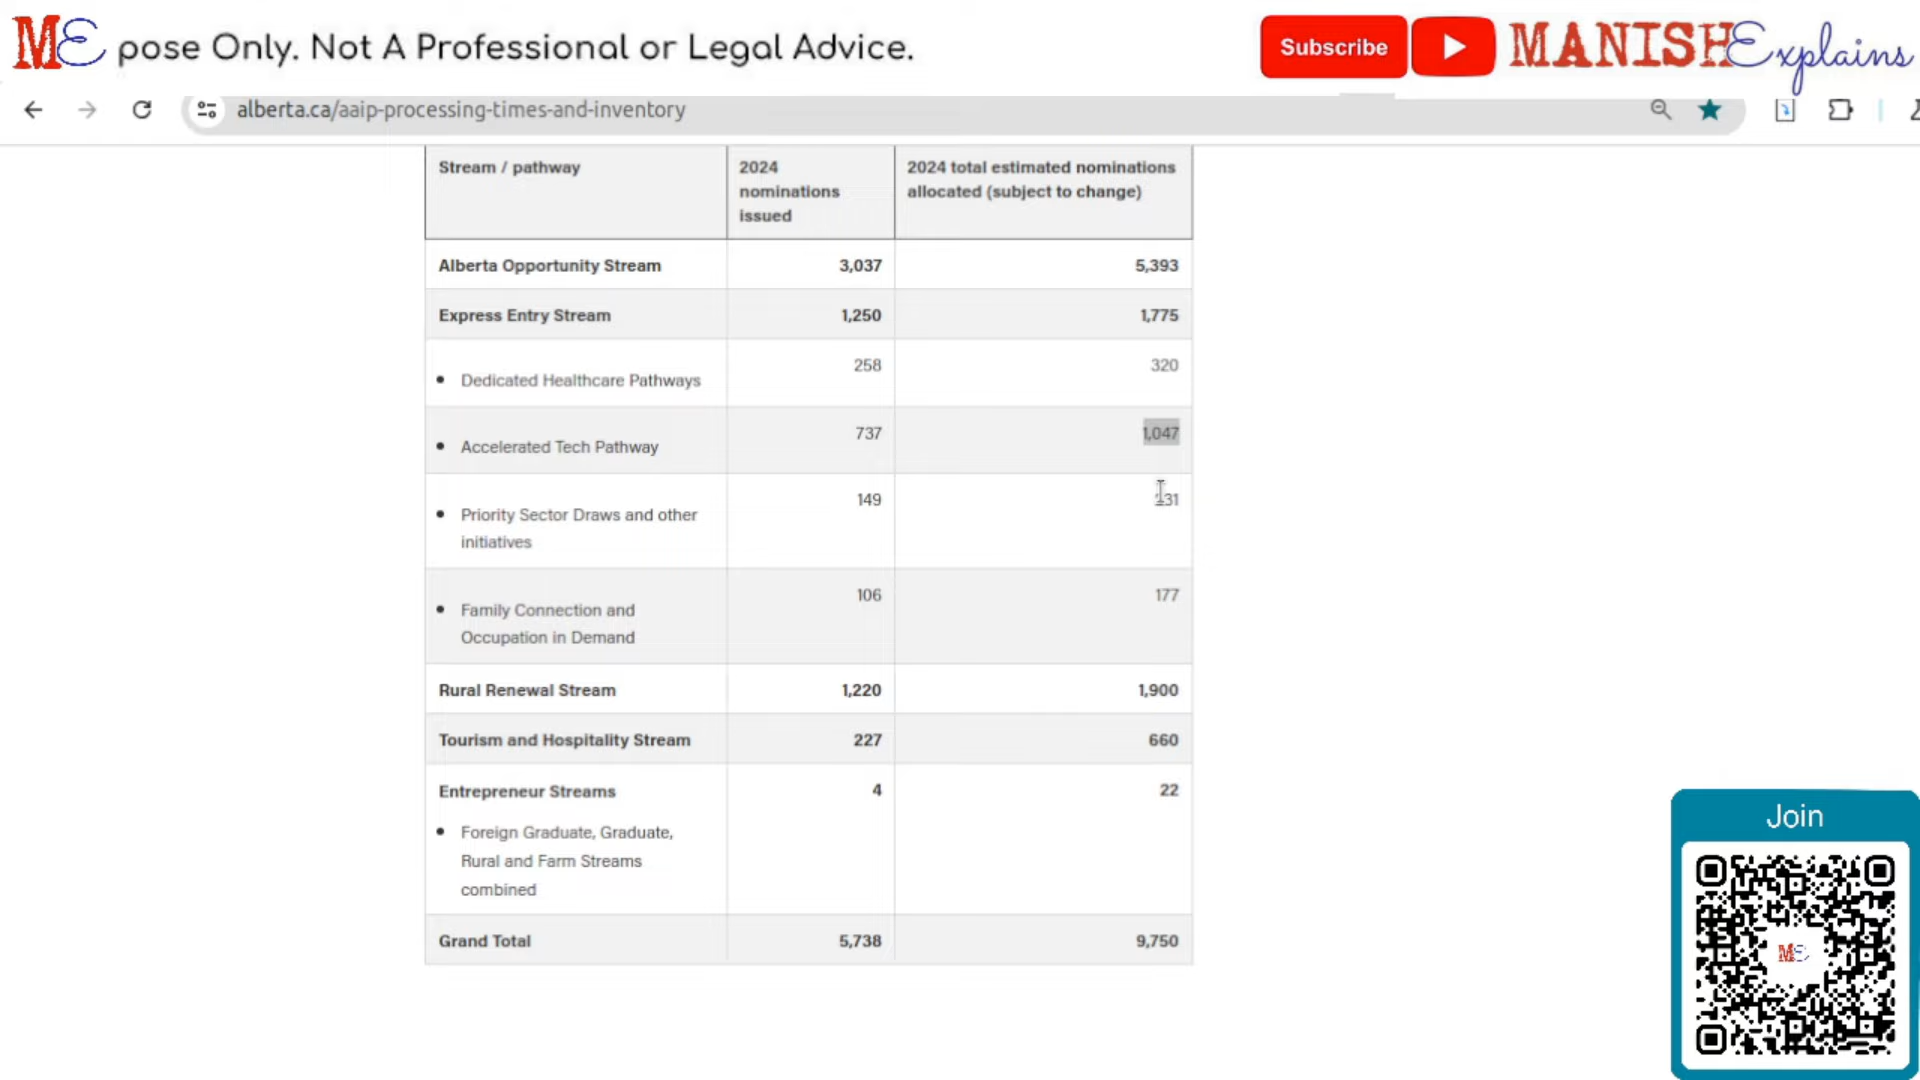 ME pose Only. Not A Professional or Legal Advice.
Subscribe
MANISH Explains
alberta.ca/aaip-processing-times-and-inventory
Stream / pathway
2024 nominations issued
2024 total estimated nominations allocated (subject to change)
Alberta Opportunity Stream 3,037 5,393
Express Entry Stream 1,250 1,775
• Dedicated Healthcare Pathways 258 320
• Accelerated Tech Pathway 737 1,047
• Priority Sector Draws and other 149
initiatives
• Family Connection and 106 177
Occupation in Demand
Rural Renewal Stream 1,220 1,900
Tourism and Hospitality Stream 227 660
Entrepreneur Streams 4 22
• Foreign Graduate, Graduate,
Rural and Farm Streams
combined
Grand Total 5,738 9,750
Join
ME